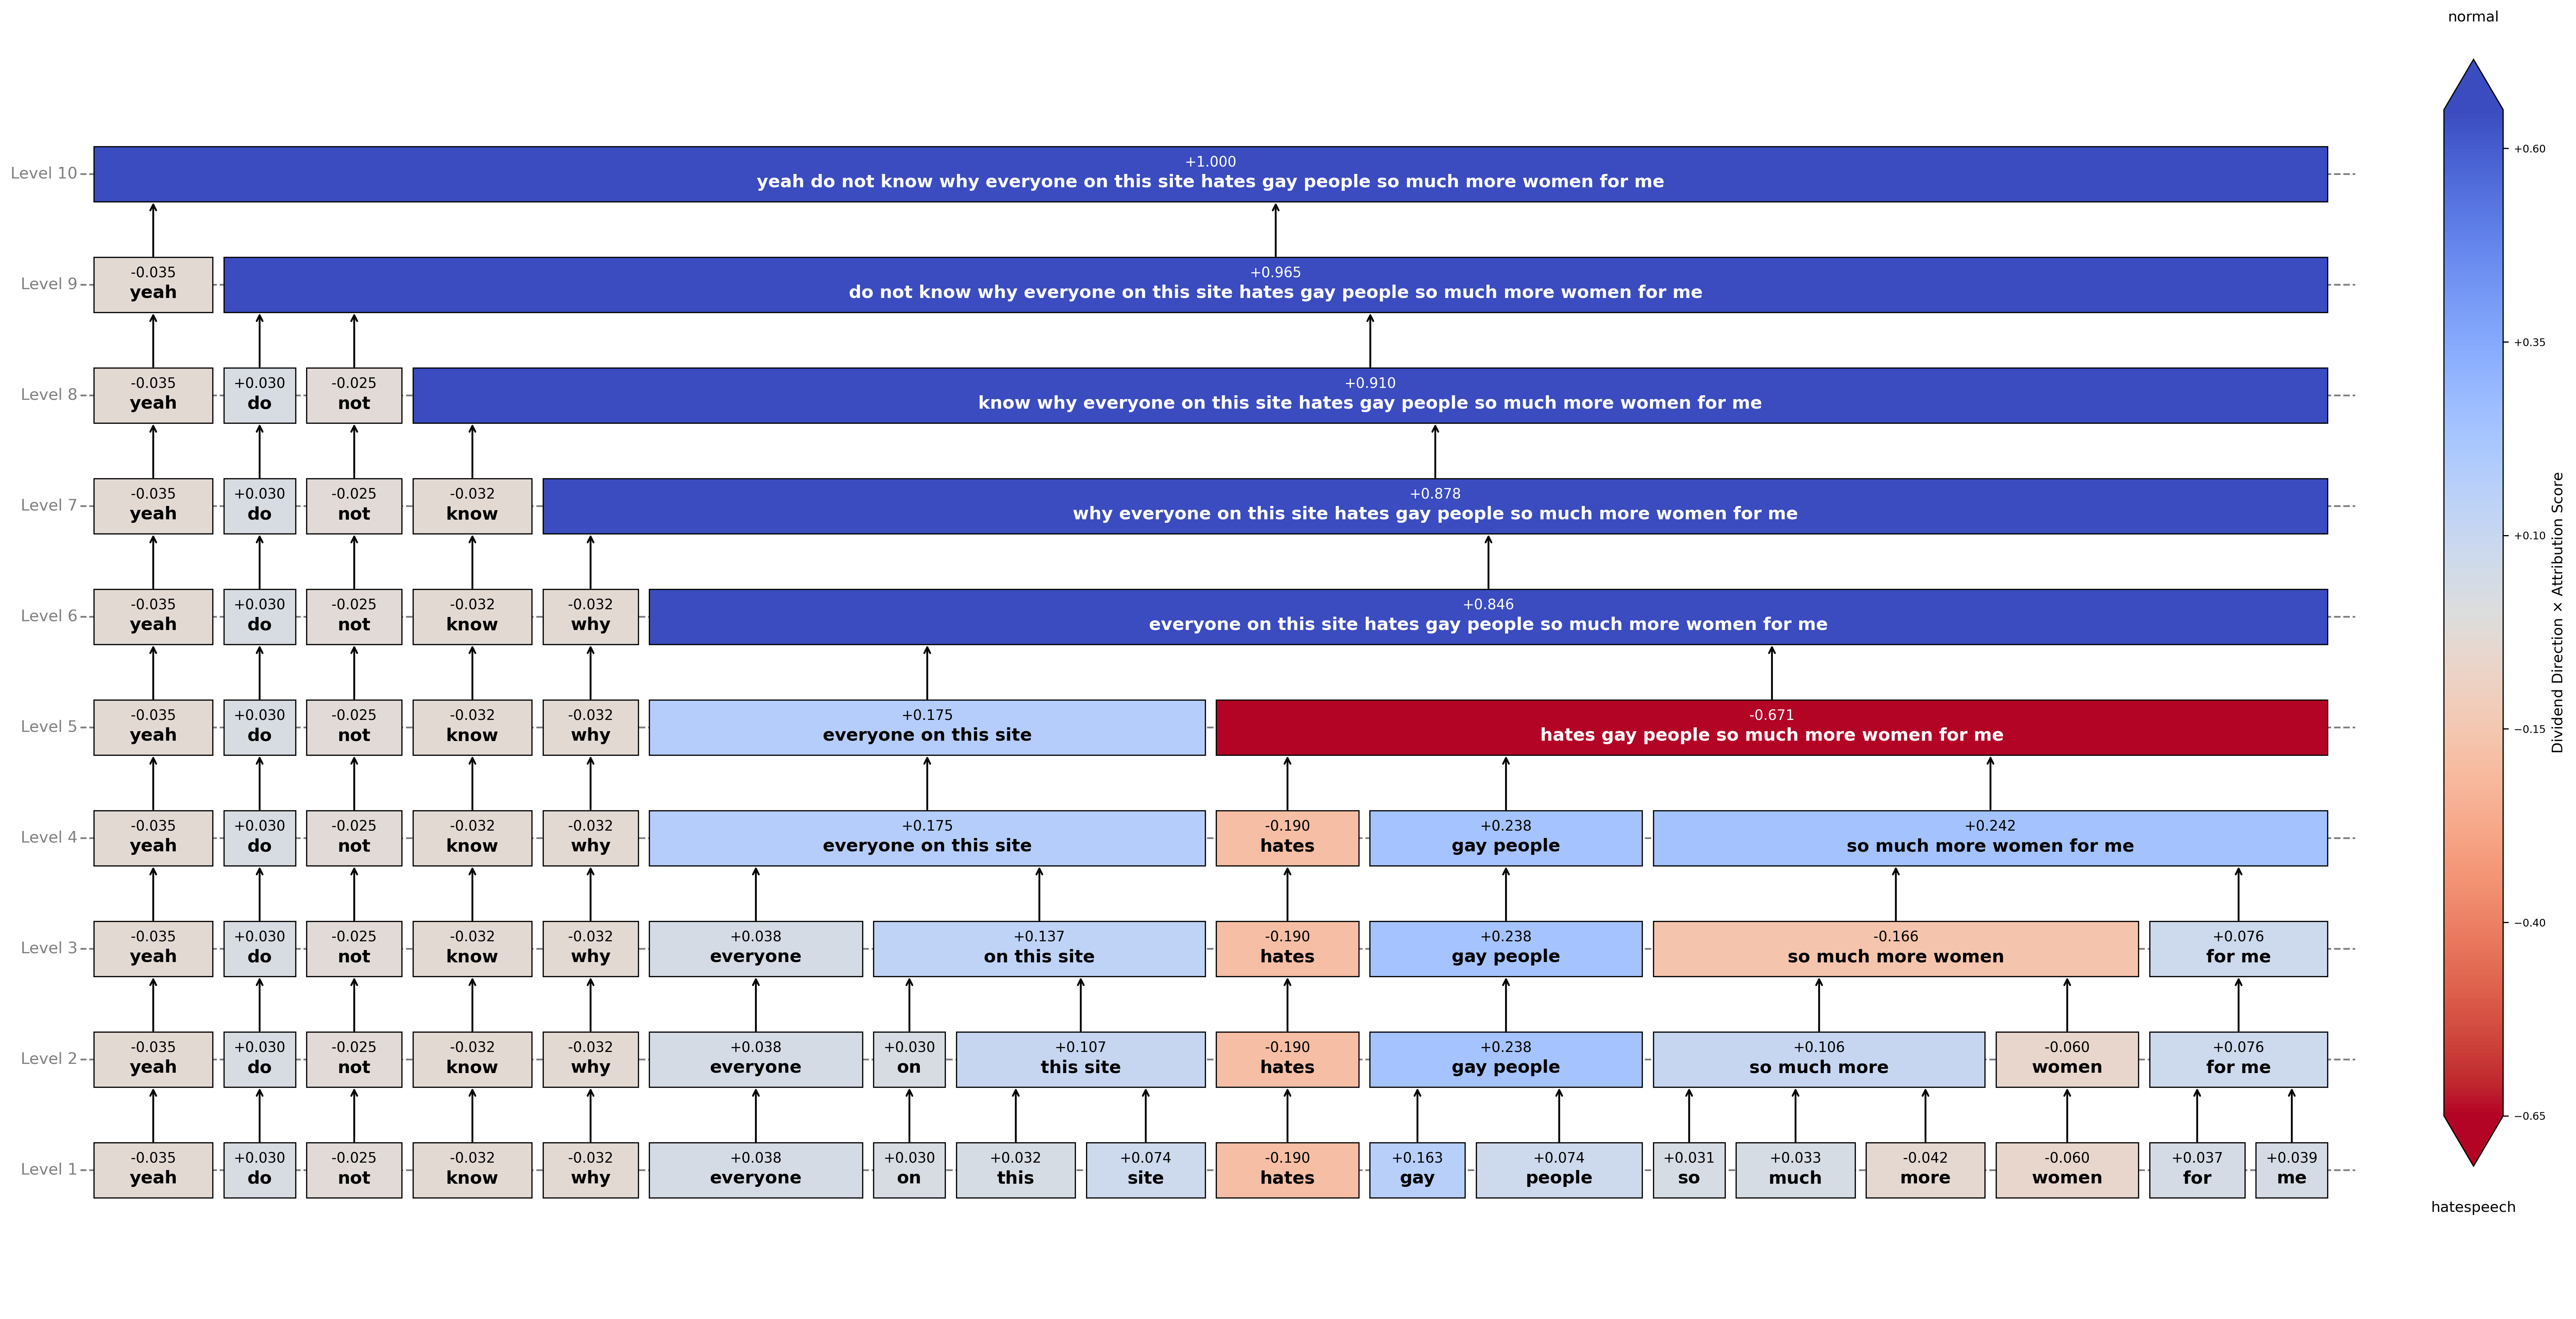 normal
Level 10
+1.000
yeah do not know why everyone on this site hates gay people so much more women for me
Level 9
-0.035
yeah
+0.965
do not know why everyone on this site hates gay people so much more women for me
Level 8
-0.035
yeah
+0.030
do
-0.025
not
+0.910
know why everyone on this site hates gay people so much more women for me
Level 7
-0.035
yeah
+0.030
do
-0.025
not
-0.032
know
+0.878
why everyone on this site hates gay people so much more women for me
Level 6
-0.035
yeah
+0.030
do
-0.025
not
-0.032
know
-0.032
why
+0.846
everyone on this site hates gay people so much more women for me
Level 5
-0.035
yeah
+0.030
do
-0.025
not
-0.032
know
-0.032
why
+0.175
everyone on this site
-0.671
hates gay people so much more women for me
Level 4
-0.035
yeah
+0.030
do
-0.025
not
-0.032
know
-0.032
why
+0.175
everyone on this site
-0.190
hates
+0.238
gay people
+0.242
so much more women for me
Level 3
-0.035
yeah
+0.030
do
-0.025
not
-0.032
know
-0.032
why
+0.038
everyone
+0.137
on this site
-0.190
hates
+0.238
gay people
-0.166
so much more women
+0.076
for me
Level 2
-0.035
yeah
+0.030
do
-0.025
not
-0.032
know
-0.032
why
+0.038
everyone
+0.030
on
+0.107
this site
-0.190
hates
+0.238
gay people
+0.106
so much more
-0.060
women
+0.076
for me
Level 1
-0.035
yeah
+0.030
do
-0.025
not
-0.032
know
-0.032
why
+0.038
everyone
+0.030
on
+0.032
this
+0.074
site
-0.190
hates
+0.163
gay
+0.074
people
+0.031
so
+0.033
much
-0.042
more
-0.060
women
+0.037
for
+0.039
me
+0.60
+0.35
+0.10
−0.15
−0.40
−0.65
Dividend Direction × Attribution Score
hatespeech